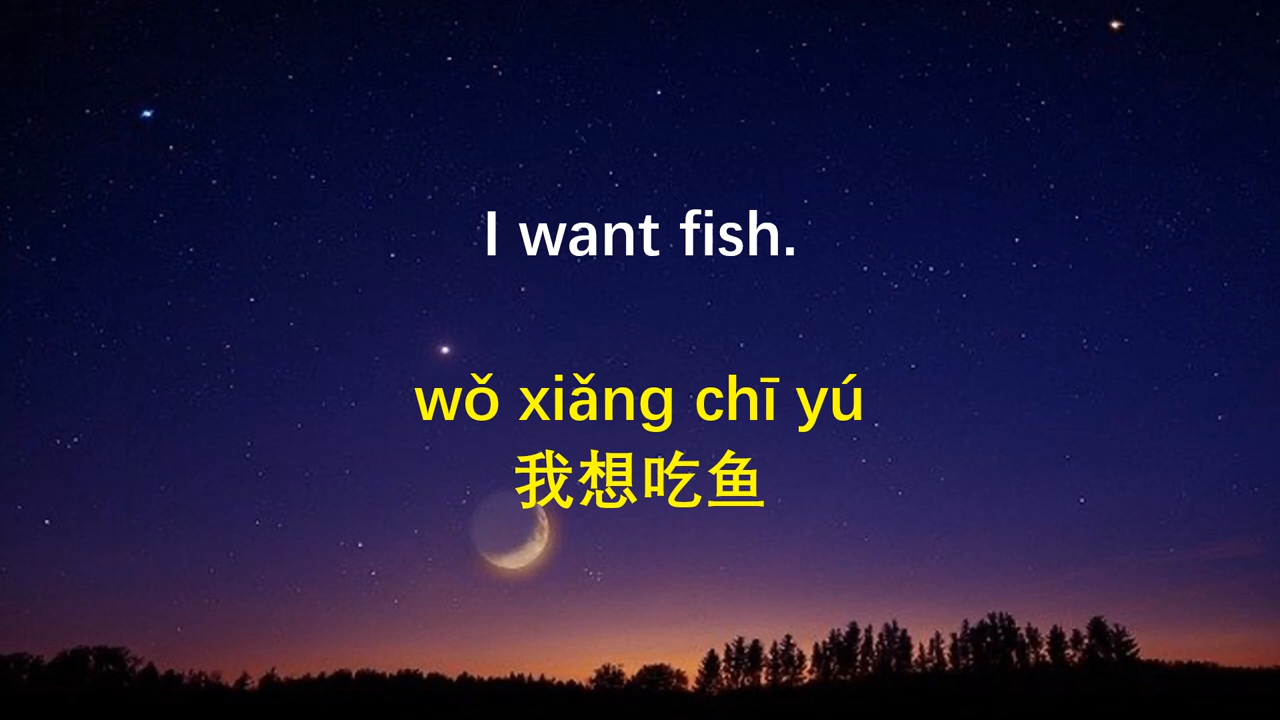 I want fish.
wǒ xiǎng chī yú
我想吃鱼